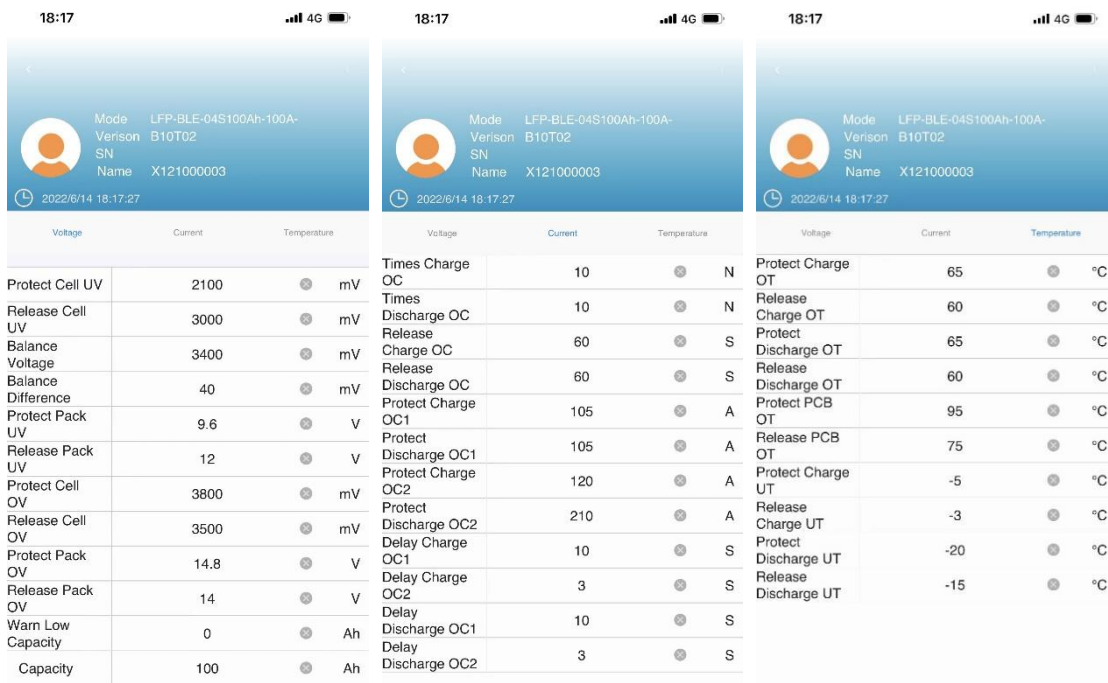 18:17
4G
Mode LFP-BLE-04S100Ah-100A-
Verison B10T02
SN
Name X121000003
2022/6/14 18:17:27
Voltage Current Temperature
Protect Cell UV 2100 mV
Release Cell
UV 3000 mV
Balance
Voltage 3400 mV
Balance
Difference 40 mV
Protect Pack
UV 9.6 V
Release Pack
UV 12 V
Protect Cell
OV 3800 mV
Release Cell
OV 3500 mV
Protect Pack
OV 14.8 V
Release Pack
OV 14 V
Warn Low
Capacity 0 Ah
Capacity 100 Ah
18:17
4G
Mode LFP-BLE-04S100Ah-100A-
Verison B10T02
SN
Name X121000003
2022/6/14 18:17:27
Voltage Current Temperature
Times Charge
OC 10 N
Times
Discharge OC 10 N
Release
Charge OC 60 S
Release
Discharge OC 60 S
Protect Charge
OC1 105 A
Protect
Discharge OC1 105 A
Protect Charge
OC2 120 A
Protect
Discharge OC2 210 A
Delay Charge
OC1 10 S
Delay Charge
OC2 3 S
Delay
Discharge OC1 10 S
Delay
Discharge OC2 3 S
18:17
4G
Mode LFP-BLE-04S100Ah-100A-
Verison B10T02
SN
Name X121000003
2022/6/14 18:17:27
Voltage Current Temperature
Protect Charge
OT 65 °C
Release
Charge OT 60 °C
Protect
Discharge OT 65 °C
Release
Discharge OT 60 °C
Protect PCB
OT 95 °C
Release PCB
OT 75 °C
Protect Charge
UT -5 °C
Release
Charge UT -3 °C
Protect
Discharge UT -20 °C
Release
Discharge UT -15 °C